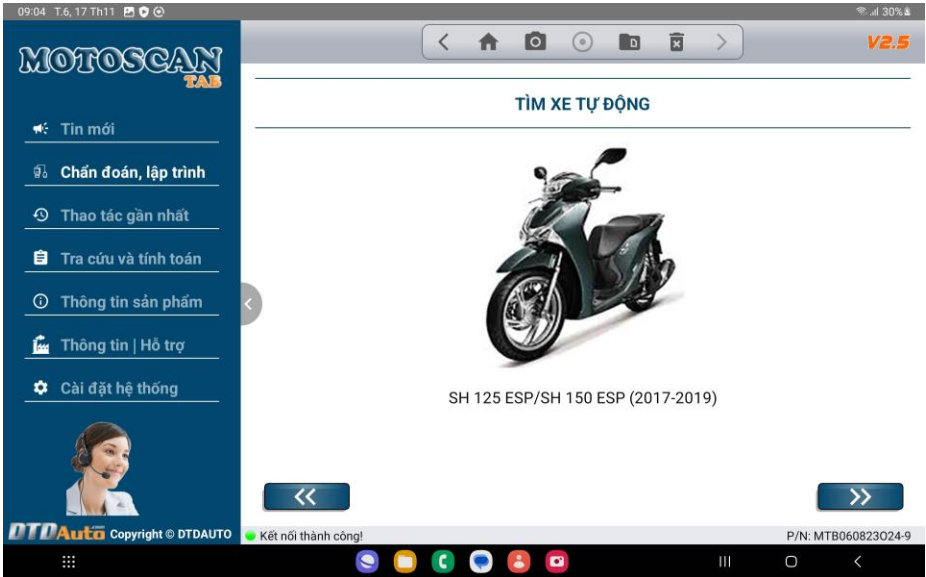 09:04 T.6, 17 Th11
30%
MOTOSCAN
TAB
V2.5
TÌM XE TỰ ĐỘNG
Tin mới
Chẩn đoán, lập trình
Thao tác gần nhất
Tra cứu và tính toán
Thông tin sản phẩm
Thông tin | Hỗ trợ
Cài đặt hệ thống
SH 125 ESP/SH 150 ESP (2017-2019)
DTDAuto Copyright © DTDAUTO
Kết nối thành công!
P/N: MTB060823O24-9